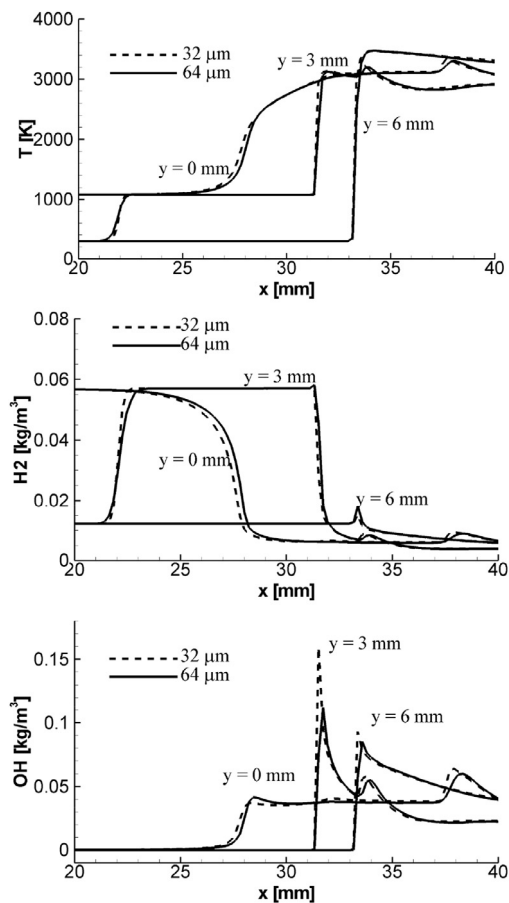 4000
32 μm
64 μm
y = 3 mm
3000
T [K]
y = 6 mm
2000
y = 0 mm
1000
0
20 25 30 35 40
x [mm]
0.08
32 μm
64 μm
0.06
y = 3 mm
H2 [kg/m³]
0.04
y = 0 mm
0.02
y = 6 mm
0
20 25 30 35 40
x [mm]
y = 3 mm
0.15
32 μm
64 μm
OH [kg/m³]
0.1
y = 6 mm
y = 0 mm
0.05
0
20 25 30 35 40
x [mm]